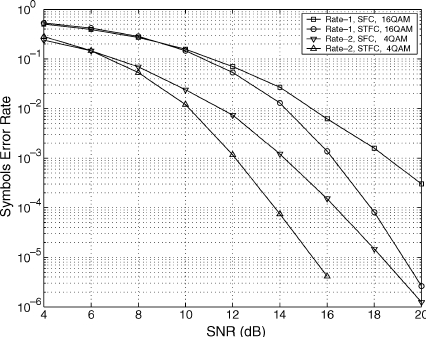 10^0
10^−1
10^−2
10^−3
10^−4
10^−5
10^−6
Symbols Error Rate
Rate−1, SFC, 16QAM
Rate−1, STFC, 16QAM
Rate−2, SFC, 4QAM
Rate−2, STFC, 4QAM
4 6 8 10 12 14 16 18 20
SNR (dB)